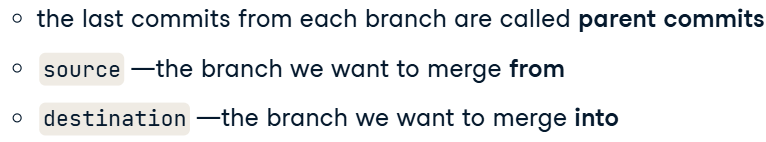 the last commits from each branch are called parent commits
source —the branch we want to merge from
destination —the branch we want to merge into